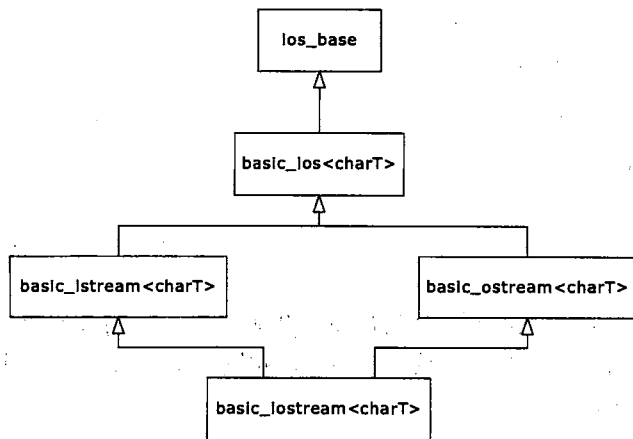 ios_base
basic_ios<charT>
basic_istream<charT>
basic_ostream<charT>
basic_iostream<charT>